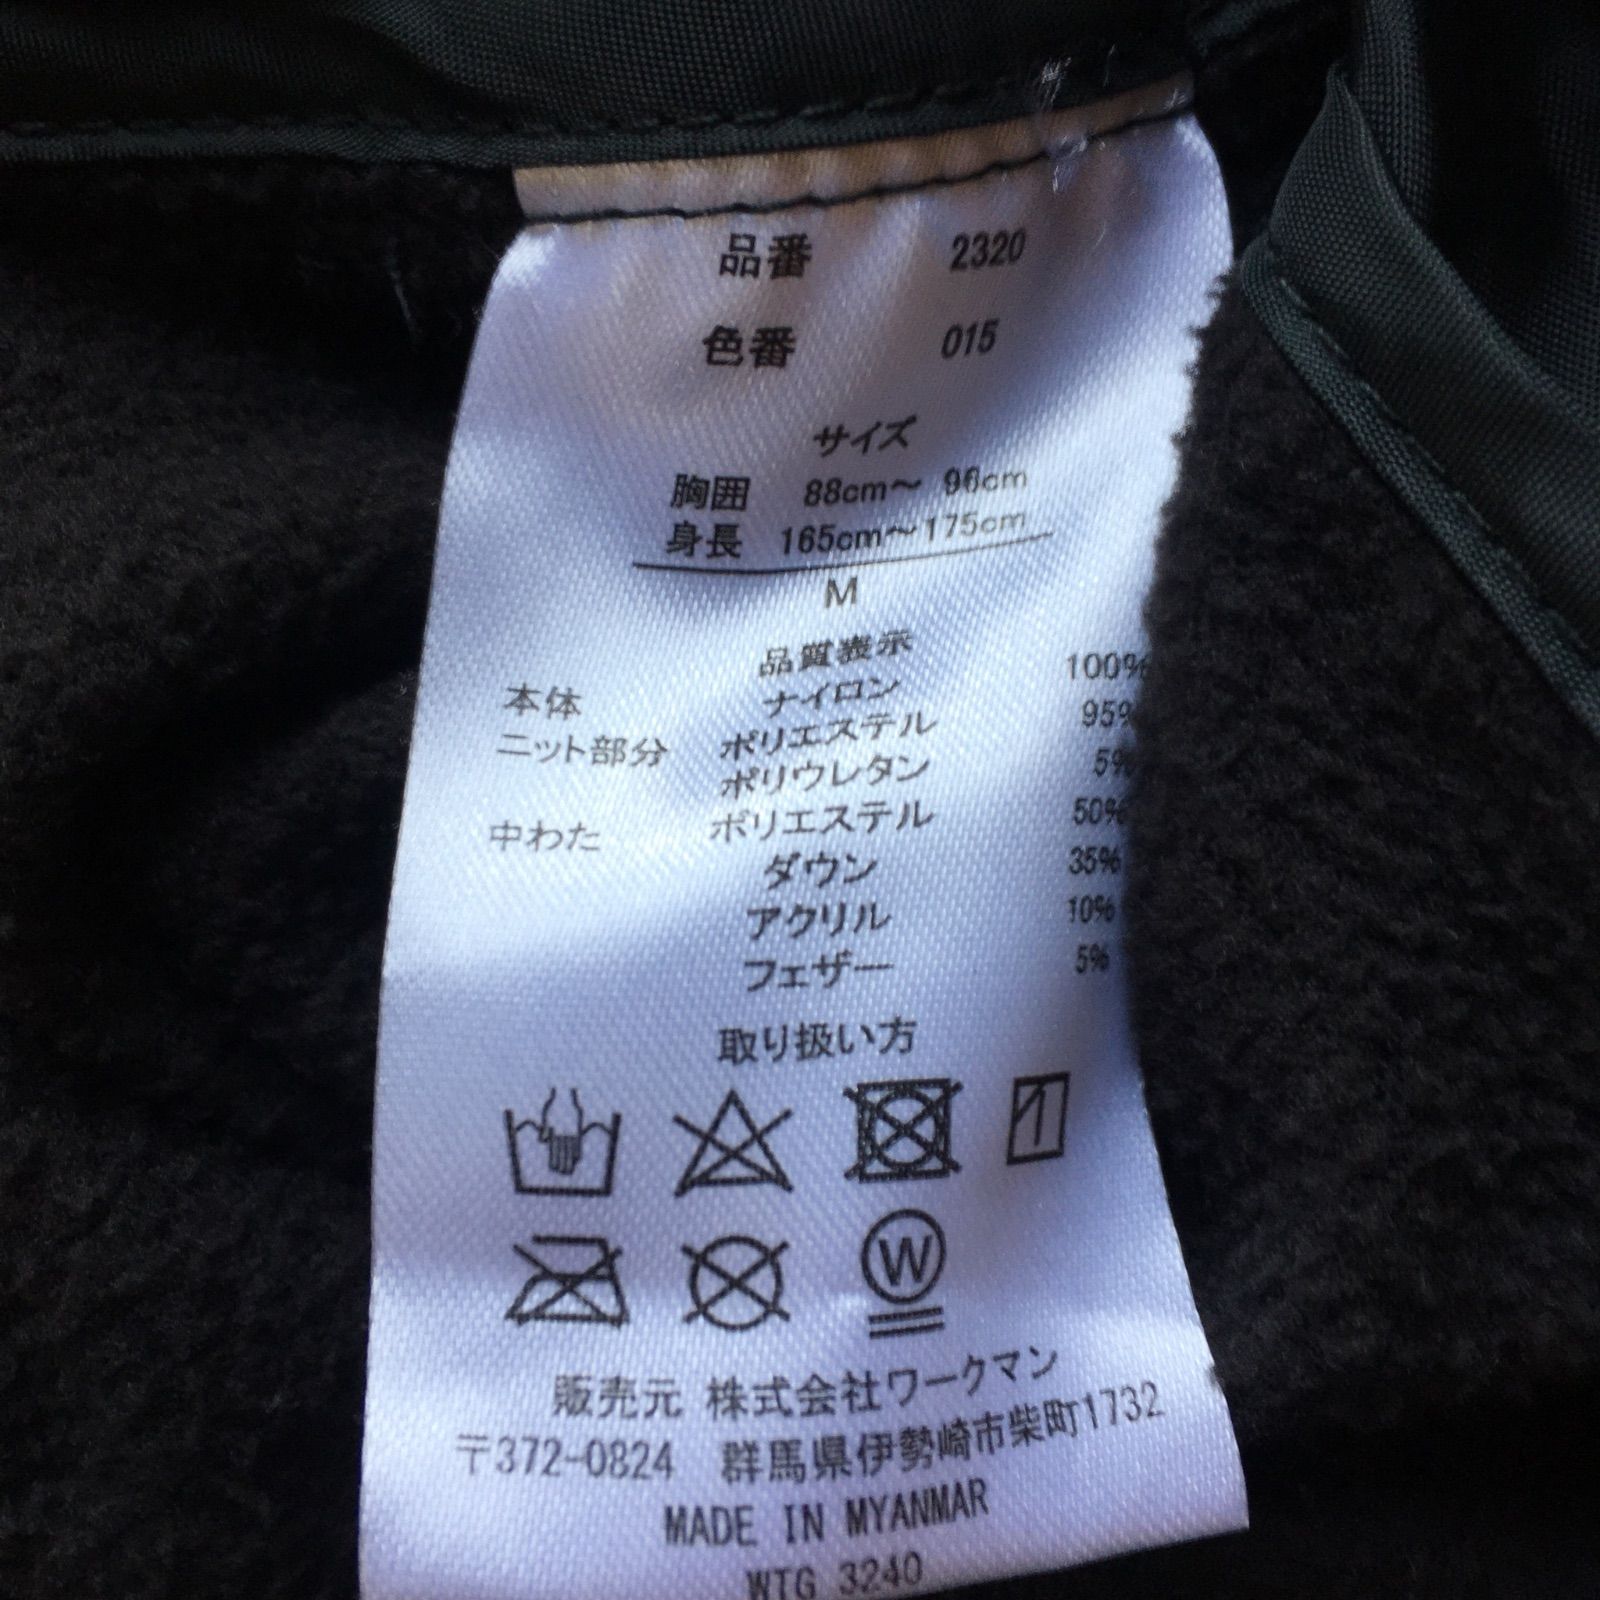 品番 2320
色番 015
サイズ
胸囲 88cm～ 96cm
身長 165cm～175cm
M
品質表示
本体 ナイロン 100%
ニット部分 ポリエステル 95%
ポリウレタン 5%
中わた ポリエステル 50%
ダウン 35%
アクリル 10%
フェザー 5%
取り扱い方
W
販売元 株式会社ワークマン
〒372-0824 群馬県伊勢崎市柴町1732
MADE IN MYANMAR
WTG 3240